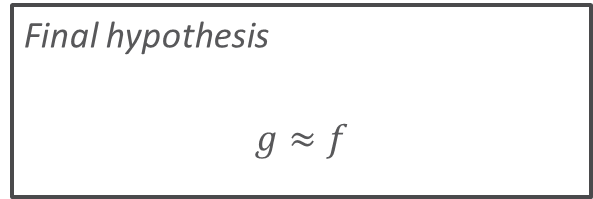 Final hypothesis
g ≈ f